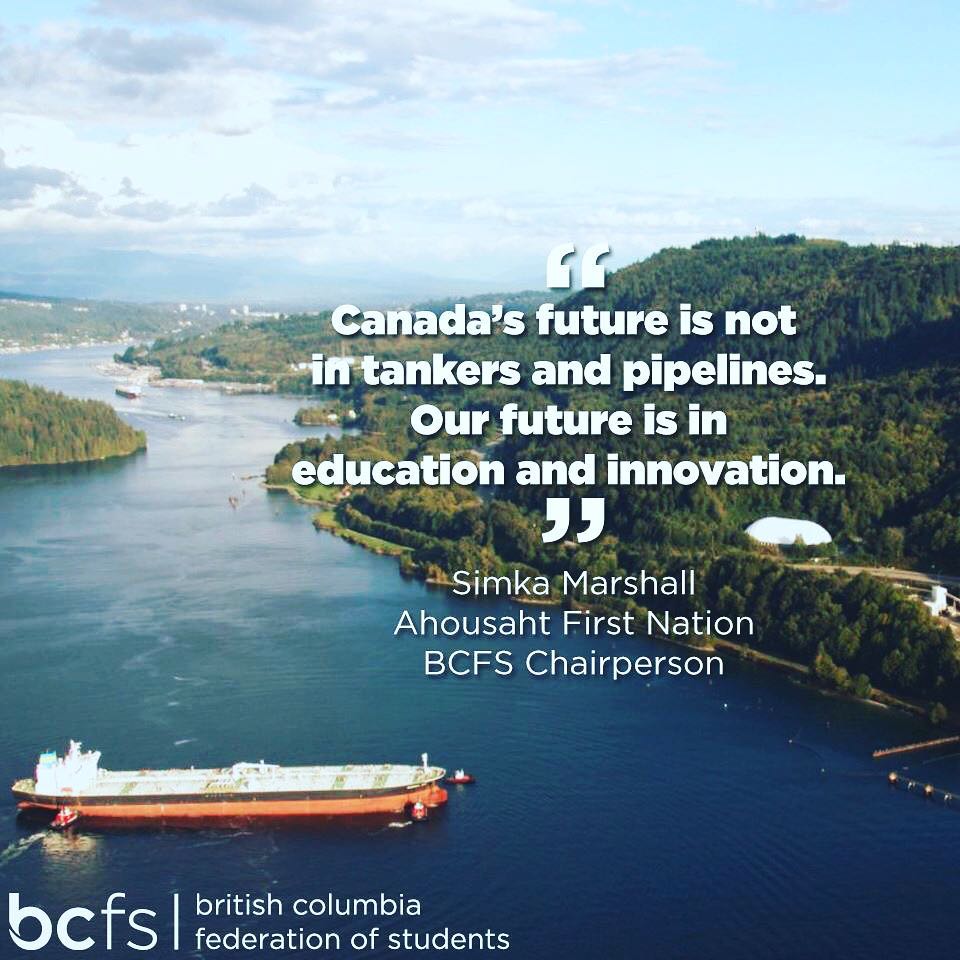 “
Canada’s future is not
in tankers and pipelines.
Our future is in
education and innovation.
”
Simka Marshall
Ahousaht First Nation
BCFS Chairperson
bcfs | british columbia
federation of students